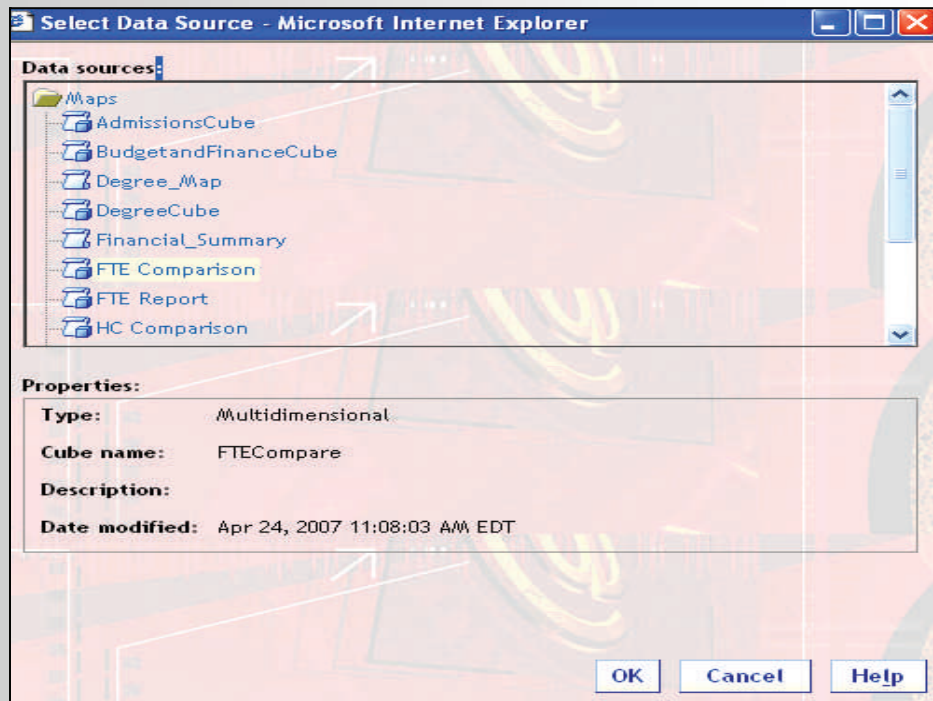 Select Data Source - Microsoft Internet Explorer
Data sources:
Maps
AdmissionsCube
BudgetandFinanceCube
Degree_Map
DegreeCube
Financial_Summary
FTE Comparison
FTE Report
HC Comparison
Properties:
Type: Multidimensional
Cube name: FTECompare
Description:
Date modified: Apr 24, 2007 11:08:03 AM EDT
OK Cancel Help